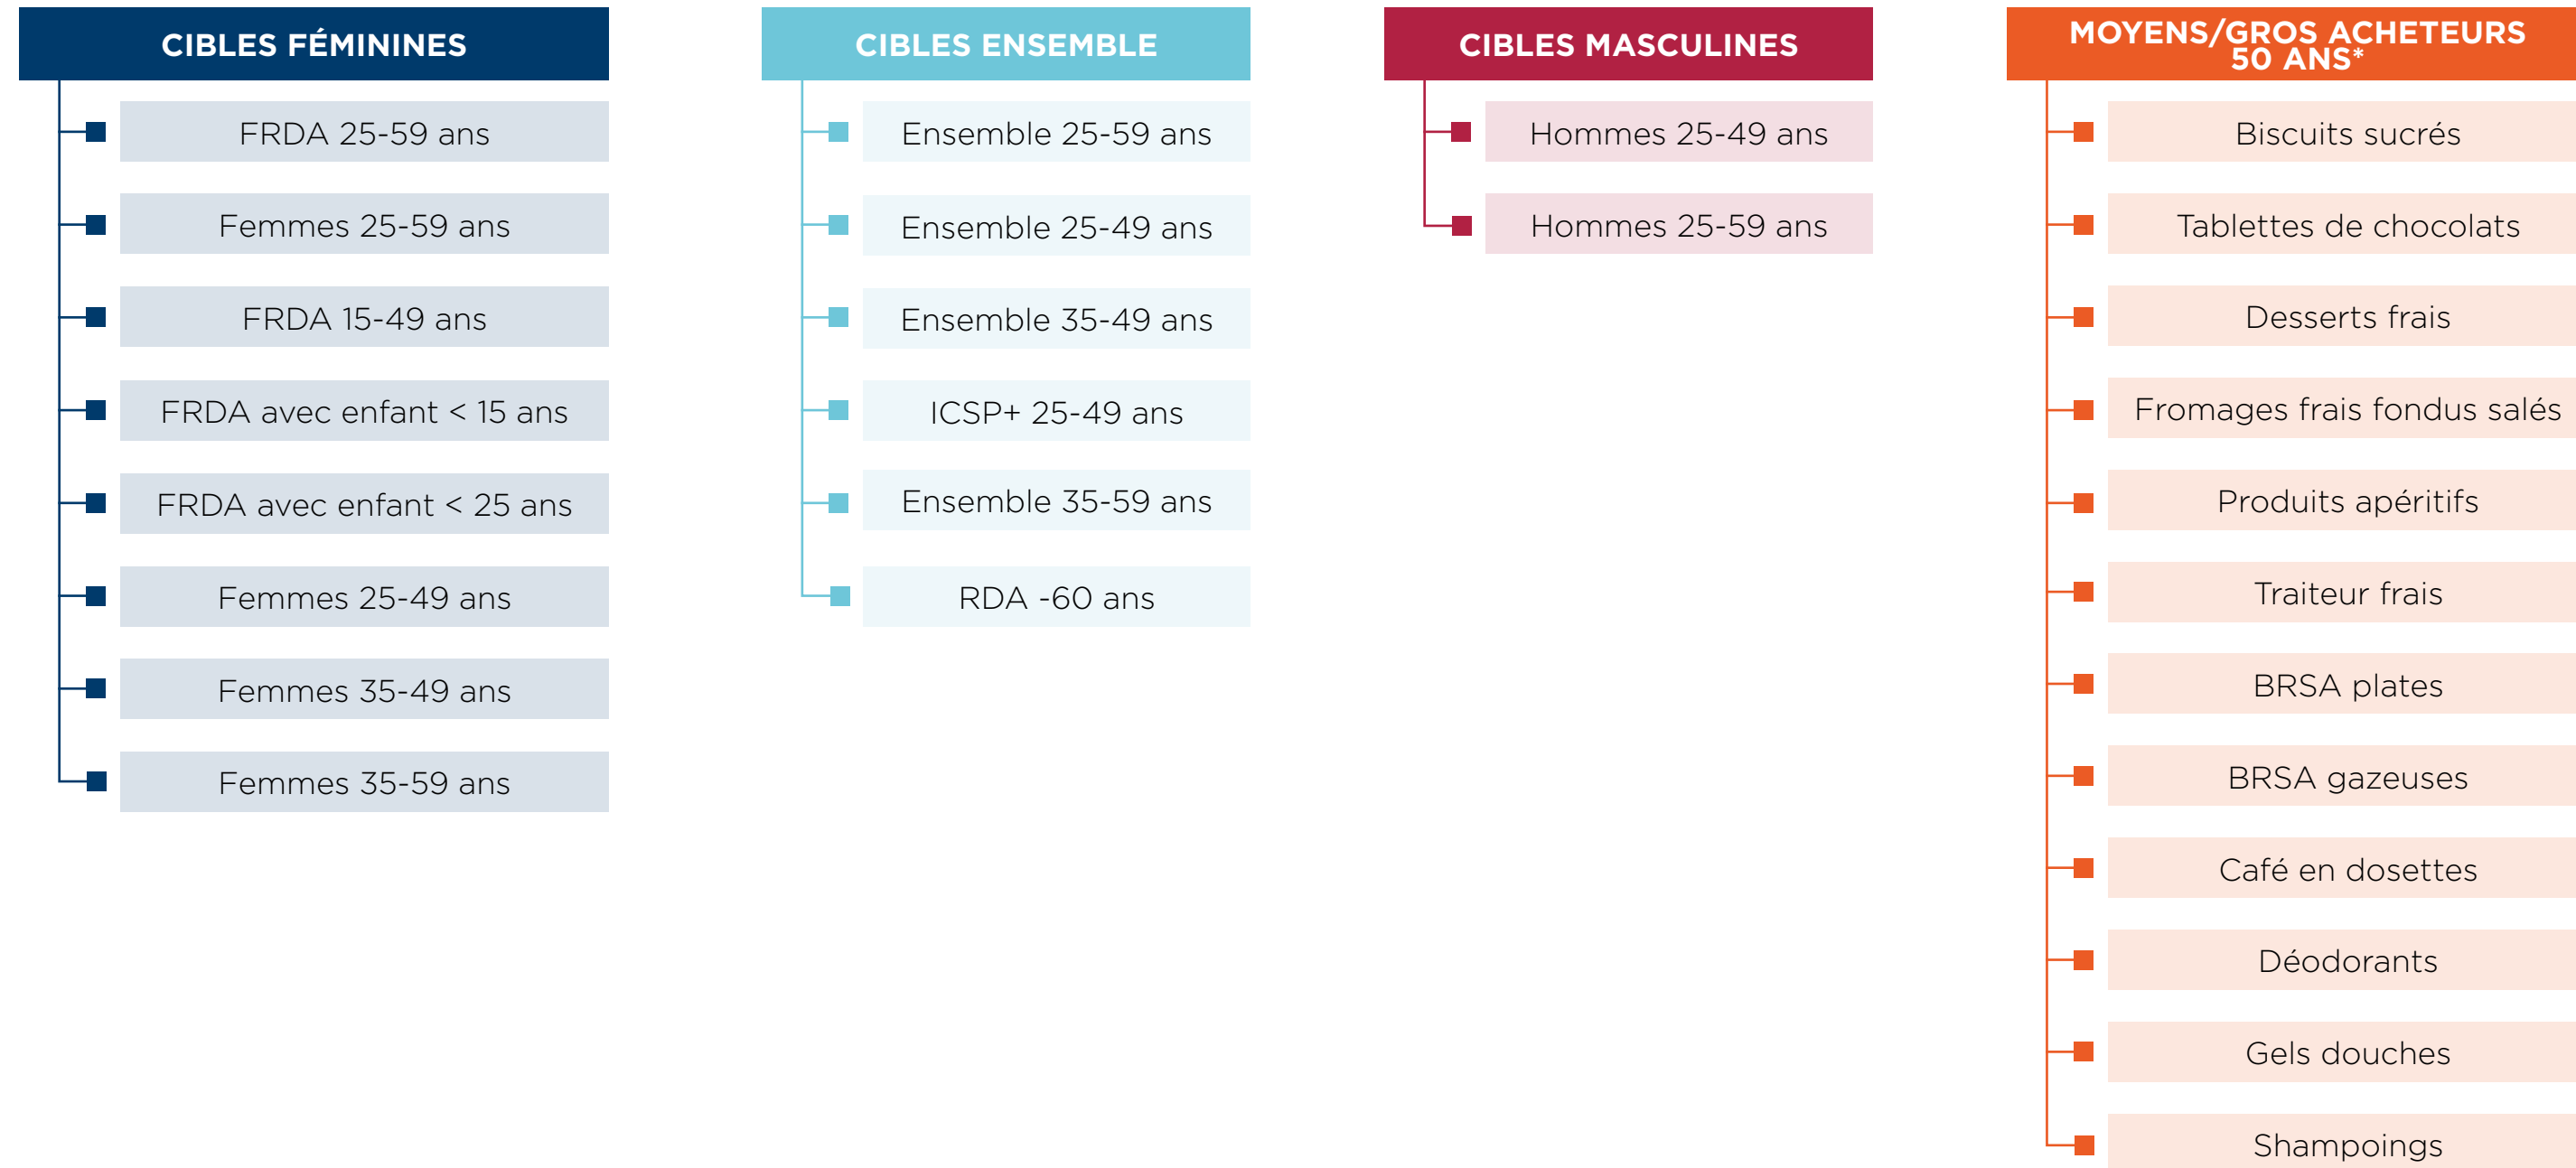 CIBLES FÉMININES
FRDA 25-59 ans
Femmes 25-59 ans
FRDA 15-49 ans
FRDA avec enfant < 15 ans
FRDA avec enfant < 25 ans
Femmes 25-49 ans
Femmes 35-49 ans
Femmes 35-59 ans
CIBLES ENSEMBLE
Ensemble 25-59 ans
Ensemble 25-49 ans
Ensemble 35-49 ans
ICSP+ 25-49 ans
Ensemble 35-59 ans
RDA -60 ans
CIBLES MASCULINES
Hommes 25-49 ans
Hommes 25-59 ans
MOYENS/GROS ACHETEURS
50 ANS*
Biscuits sucrés
Tablettes de chocolats
Desserts frais
Fromages frais fondus salés
Produits apéritifs
Traiteur frais
BRSA plates
BRSA gazeuses
Café en dosettes
Déodorants
Gels douches
Shampoings